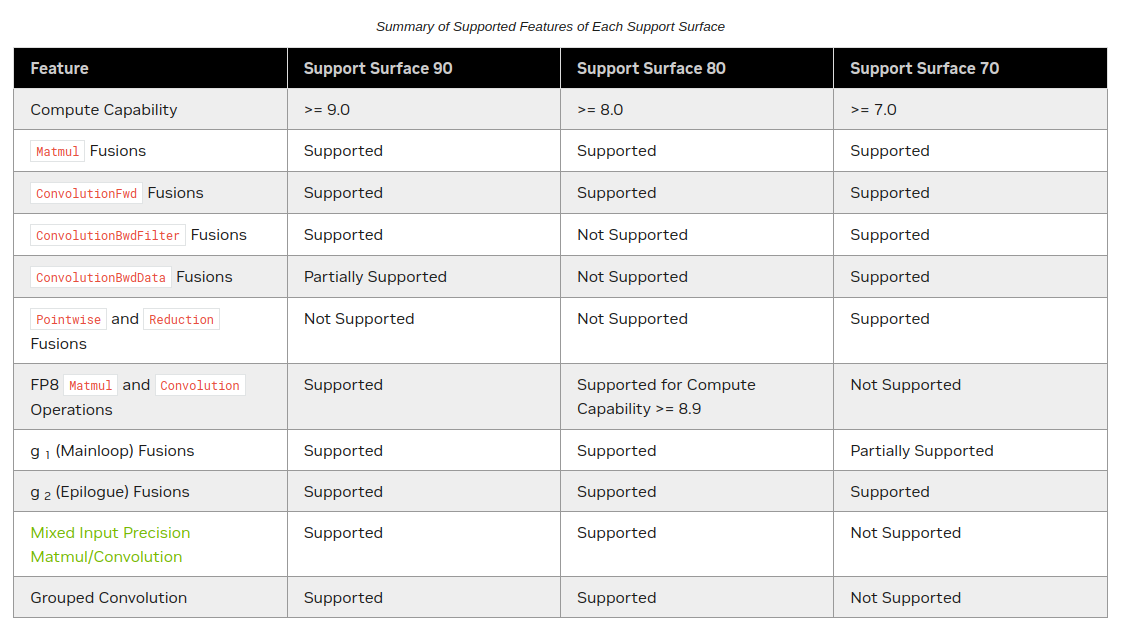 Summary of Supported Features of Each Support Surface
Feature Support Surface 90 Support Surface 80 Support Surface 70
Compute Capability >= 9.0 >= 8.0 >= 7.0
Matmul Fusions Supported Supported Supported
ConvolutionFwd Fusions Supported Supported Supported
ConvolutionBwdFilter Fusions Supported Not Supported Supported
ConvolutionBwdData Fusions Partially Supported Not Supported Supported
Pointwise and Reduction Not Supported Not Supported Supported
Fusions
FP8 Matmul and Convolution Supported Supported for Compute Not Supported
Operations Capability >= 8.9
g 1 (Mainloop) Fusions Supported Supported Partially Supported
g 2 (Epilogue) Fusions Supported Supported Supported
Mixed Input Precision Supported Supported Not Supported
Matmul/Convolution
Grouped Convolution Supported Supported Not Supported